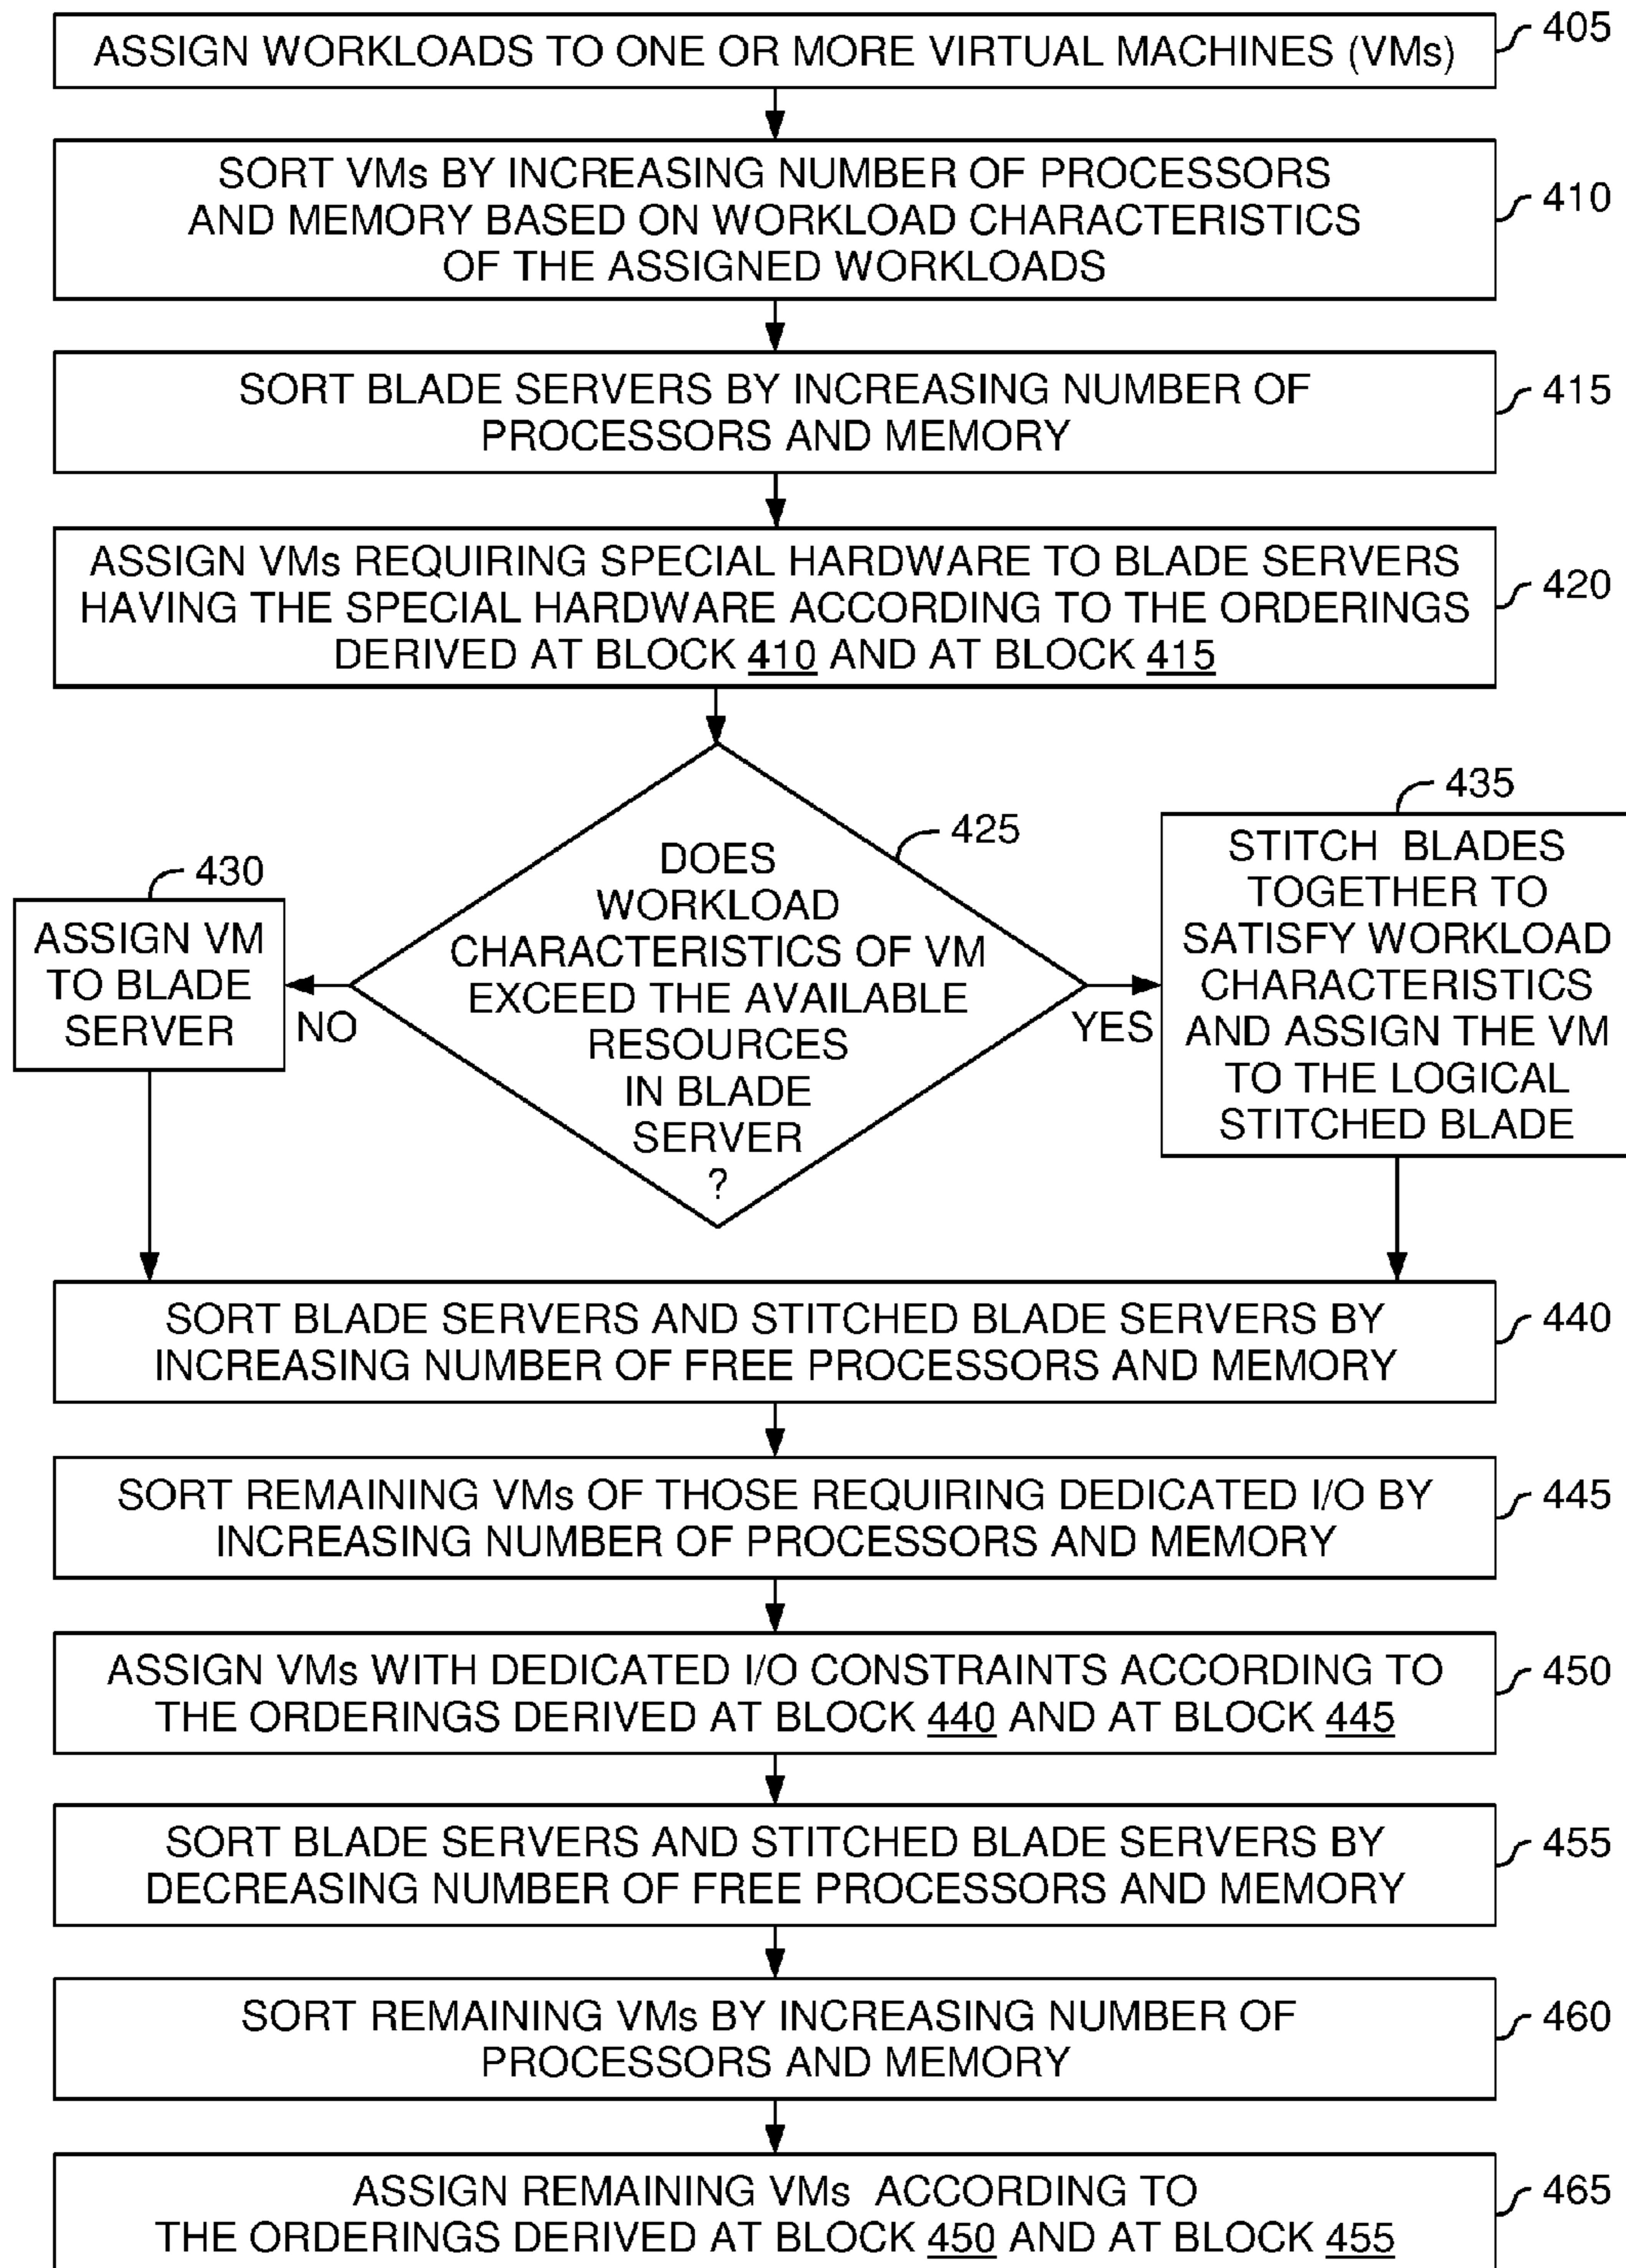 ASSIGN WORKLOADS TO ONE OR MORE VIRTUAL MACHINES (VMs)
405
SORT VMs BY INCREASING NUMBER OF PROCESSORS
AND MEMORY BASED ON WORKLOAD CHARACTERISTICS
OF THE ASSIGNED WORKLOADS
410
SORT BLADE SERVERS BY INCREASING NUMBER OF
PROCESSORS AND MEMORY
415
ASSIGN VMs REQUIRING SPECIAL HARDWARE TO BLADE SERVERS
HAVING THE SPECIAL HARDWARE ACCORDING TO THE ORDERINGS
DERIVED AT BLOCK 410 AND AT BLOCK 415
420
430
ASSIGN VM
TO BLADE
SERVER
NO
425
DOES
WORKLOAD
CHARACTERISTICS OF VM
EXCEED THE AVAILABLE
RESOURCES
IN BLADE
SERVER
?
YES
435
STITCH BLADES
TOGETHER TO
SATISFY WORKLOAD
CHARACTERISTICS
AND ASSIGN THE VM
TO THE LOGICAL
STITCHED BLADE
SORT BLADE SERVERS AND STITCHED BLADE SERVERS BY
INCREASING NUMBER OF FREE PROCESSORS AND MEMORY
440
SORT REMAINING VMs OF THOSE REQUIRING DEDICATED I/O BY
INCREASING NUMBER OF PROCESSORS AND MEMORY
445
ASSIGN VMs WITH DEDICATED I/O CONSTRAINTS ACCORDING TO
THE ORDERINGS DERIVED AT BLOCK 440 AND AT BLOCK 445
450
SORT BLADE SERVERS AND STITCHED BLADE SERVERS BY
DECREASING NUMBER OF FREE PROCESSORS AND MEMORY
455
SORT REMAINING VMs BY INCREASING NUMBER OF
PROCESSORS AND MEMORY
460
ASSIGN REMAINING VMs ACCORDING TO
THE ORDERINGS DERIVED AT BLOCK 450 AND AT BLOCK 455
465